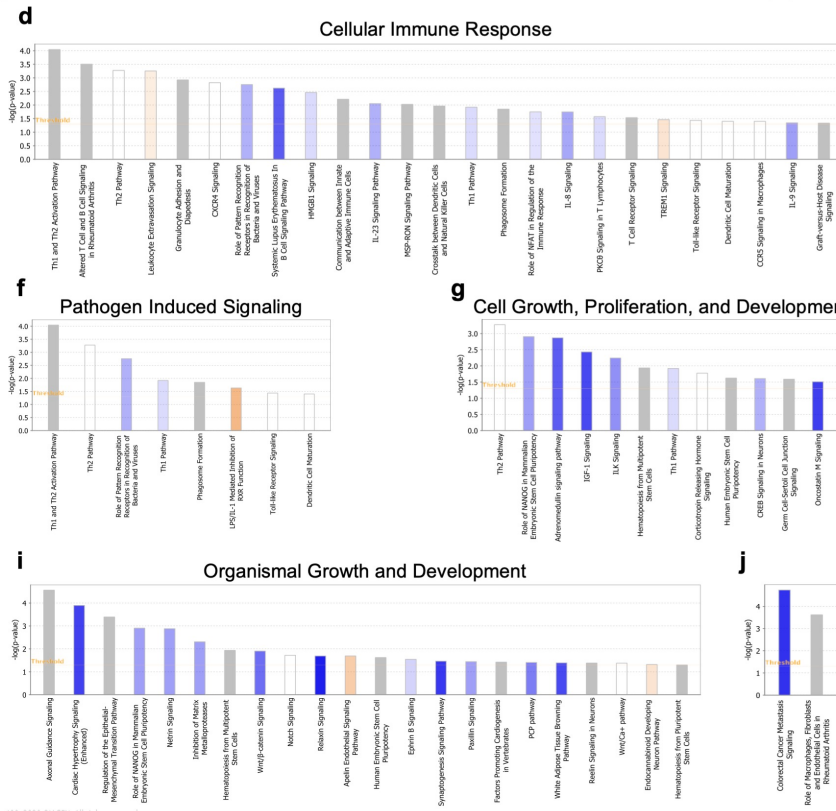 d
Cellular Immune Response
-log(p-value)
4.0
3.5
3.0
2.5
2.0
1.5
1.0
0.5
0.0
Threshold
Th1 and Th2 Activation Pathway
Altered T Cell and B Cell Signaling
in Rheumatoid Arthritis
Th2 Pathway
Leukocyte Extravasation Signaling
Granulocyte Adhesion and
Diapedesis
CXCR4 Signaling
Role of Pattern Recognition
Receptors in Recognition of
Bacteria and Viruses
Systemic Lupus Erythematosus In
B Cell Signaling Pathway
HMGB1 Signaling
Communication between Innate
and Adaptive Immune Cells
IL-23 Signaling Pathway
MSP-RON Signaling Pathway
Crosstalk between Dendritic Cells
and Natural Killer Cells
Th1 Pathway
Phagosome Formation
Role of NFAT in Regulation of the
Immune Response
IL-8 Signaling
PKCθ Signaling in T Lymphocytes
T Cell Receptor Signaling
TREM1 Signaling
Toll-like Receptor Signaling
Dendritic Cell Maturation
CCR5 Signaling in Macrophages
IL-9 Signaling
Graft-versus-Host Disease
Signaling
f
Pathogen Induced Signaling
-log(p-value)
4.0
3.5
3.0
2.5
2.0
1.5
1.0
0.5
0.0
Threshold
Th1 and Th2 Activation Pathway
Th2 Pathway
Role of Pattern Recognition
Receptors in Recognition of
Bacteria and Viruses
Th1 Pathway
Phagosome Formation
LPS/IL-1 Mediated Inhibition of
RXR Function
Toll-like Receptor Signaling
Dendritic Cell Maturation
g
Cell Growth, Proliferation, and Developmen
-log(p-value)
3.0
2.5
2.0
1.5
1.0
0.5
0.0
Threshold
Th2 Pathway
Role of NANOG in Mammalian
Embryonic Stem Cell Pluripotency
Adrenomedullin signaling pathway
IGF-1 Signaling
ILK Signaling
Hematopoiesis from Multipotent
Stem Cells
Th1 Pathway
Corticotropin Releasing Hormone
Signaling
Human Embryonic Stem Cell
Pluripotency
CREB Signaling in Neurons
Germ Cell-Sertoli Cell Junction
Signaling
Oncostatin M Signaling
i
Organismal Growth and Development
-log(p-value)
4
3
2
1
0
Threshold
Axonal Guidance Signaling
Cardiac Hypertrophy Signaling
(Enhanced)
Regulation of the Epithelial-
Mesenchymal Transition Pathway
Role of NANOG in Mammalian
Embryonic Stem Cell Pluripotency
Netrin Signaling
Inhibition of Matrix
Metalloproteases
Hematopoiesis from Multipotent
Stem Cells
Wnt/β-catenin Signaling
Notch Signaling
Relaxin Signaling
Apelin Endothelial Signaling
Pathway
Human Embryonic Stem Cell
Pluripotency
Ephrin B Signaling
Synaptogenesis Signaling Pathway
Paxillin Signaling
Factors Promoting Cardiogenesis
in Vertebrates
PCP pathway
White Adipose Tissue Browning
Pathway
Reelin Signaling in Neurons
Wnt/Ca+ pathway
Endocannabinoid Developing
Neuron Pathway
Hematopoiesis from Pluripotent
Stem Cells
j
-log(p-value)
4
3
2
1
0
Threshold
Colorectal Cancer Metastasis
Signaling
Role of Macrophages, Fibroblasts
and Endothelial Cells in
Rheumatoid Arthritis